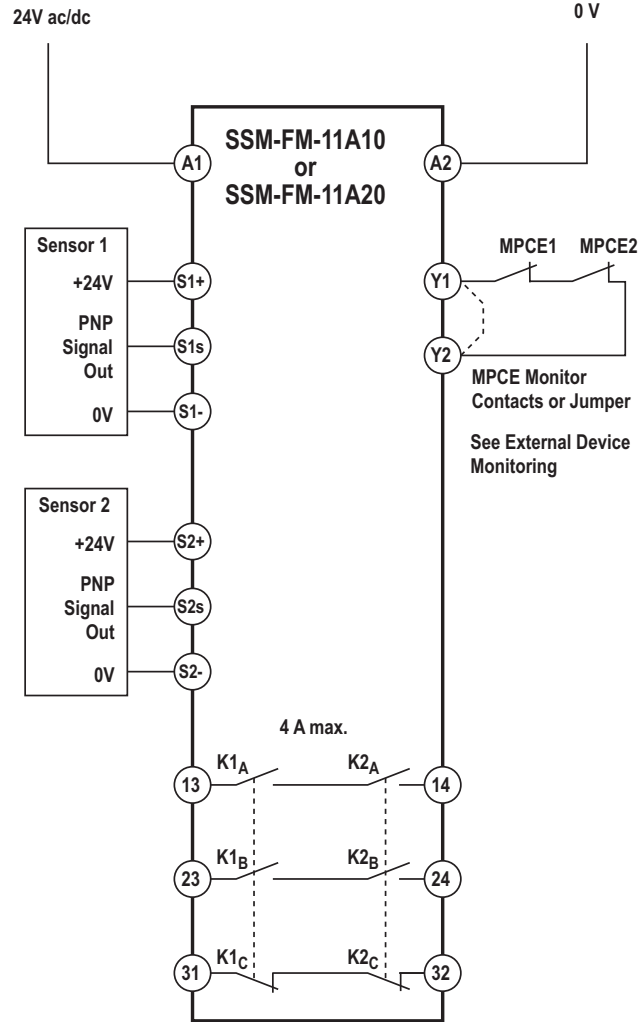 24V ac/dc
0 V
SSM-FM-11A10
or
SSM-FM-11A20
A1
A2
Sensor 1
+24V
PNP
Signal
Out
0V
S1+
S1s
S1-
MPCE1
MPCE2
Y1
Y2
MPCE Monitor
Contacts or Jumper
See External Device
Monitoring
Sensor 2
+24V
PNP
Signal
Out
0V
S2+
S2s
S2-
4 A max.
13
K1A
K2A
14
23
K1B
K2B
24
31
K1C
K2C
32